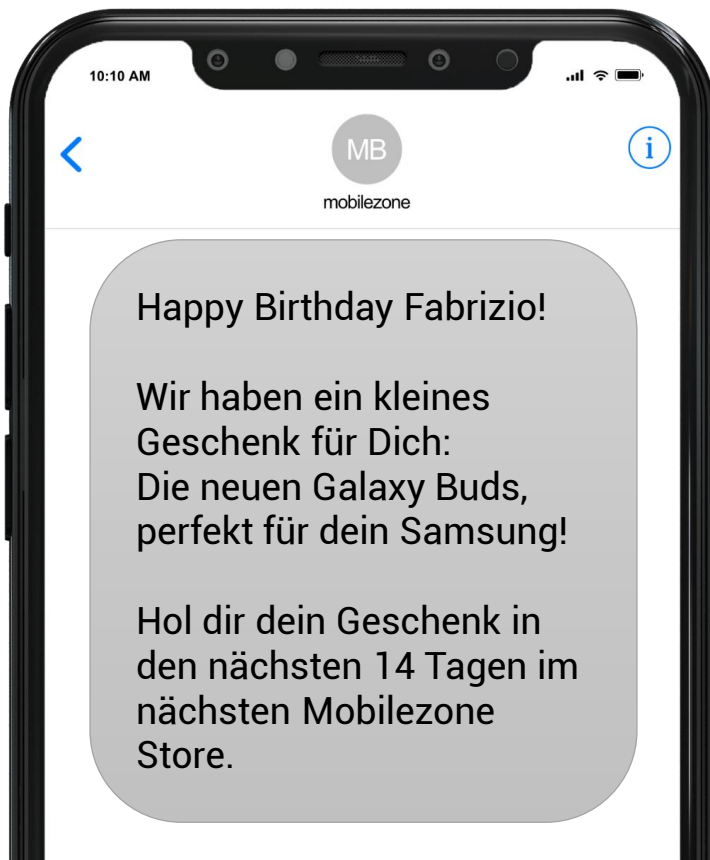 10:10 AM
MB
i
mobilezone
Happy Birthday Fabrizio!
Wir haben ein kleines
Geschenk für Dich:
Die neuen Galaxy Buds,
perfekt für dein Samsung!
Hol dir dein Geschenk in
den nächsten 14 Tagen im
nächsten Mobilezone
Store.